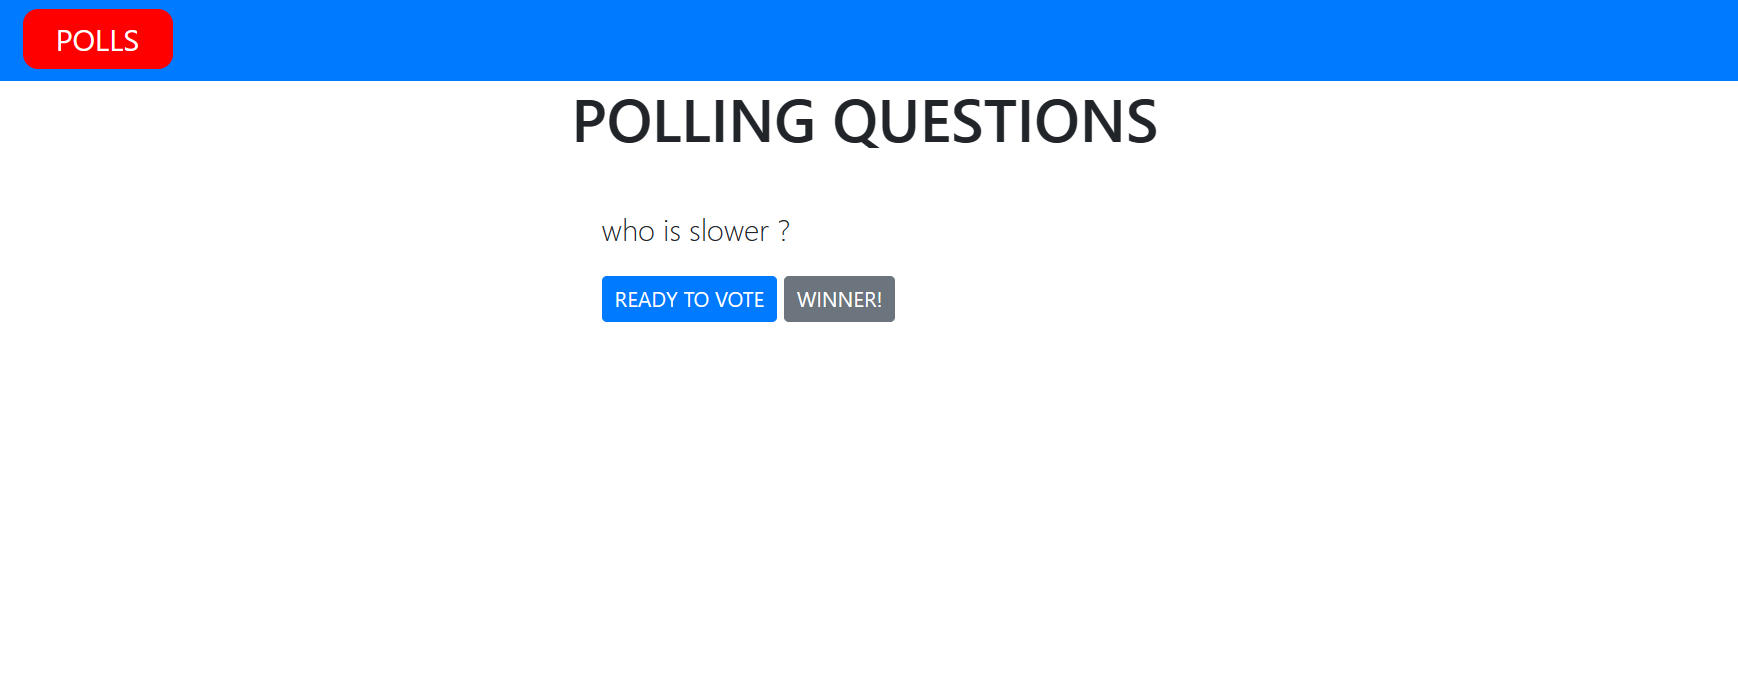 POLLS
POLLING QUESTIONS
who is slower ?
READY TO VOTE WINNER!